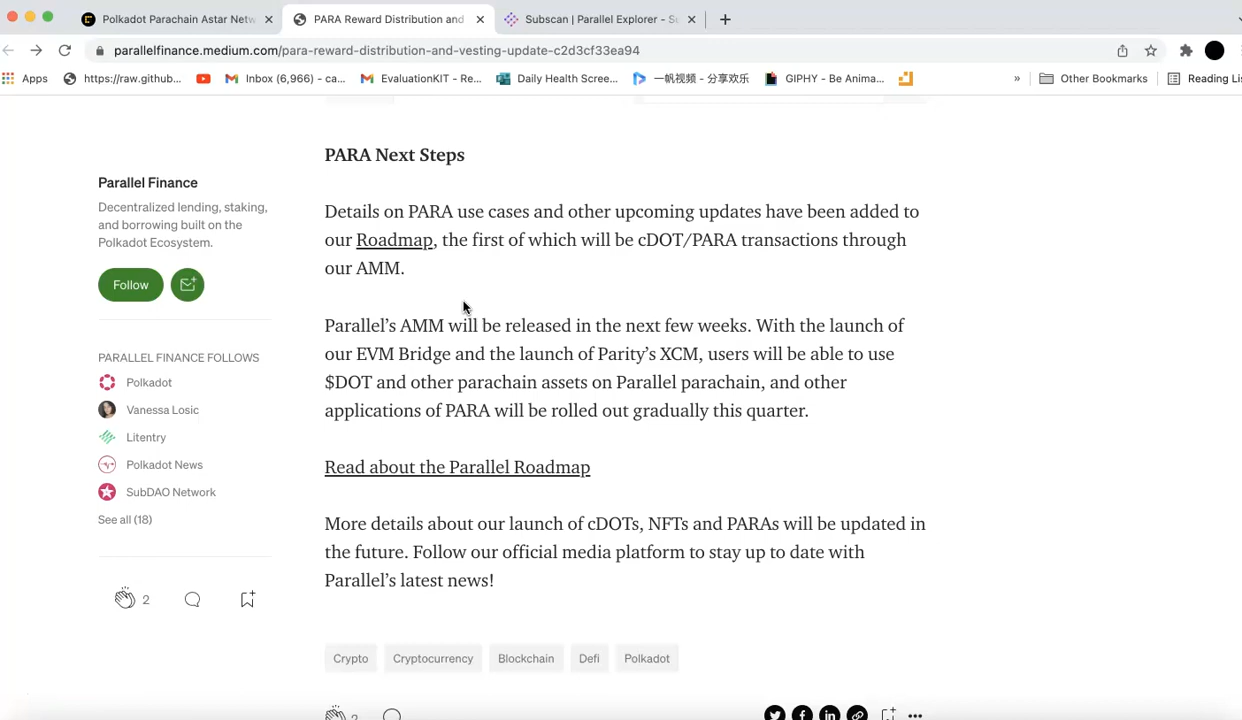 Polkadot Parachain Astar Netw
PARA Reward Distribution and
Subscan | Parallel Explorer - Su
parallelfinance.medium.com/para-reward-distribution-and-vesting-update-c2d3cf33ea94
Apps
https://raw.github...
Inbox (6,966) - ca...
EvaluationKIT - Re...
Daily Health Scree...
一帆视频 - 分享欢乐
GIPHY - Be Anima...
»
Other Bookmarks
Reading Lis
PARA Next Steps
Parallel Finance
Decentralized lending, staking,
and borrowing built on the
Polkadot Ecosystem.
Follow
PARALLEL FINANCE FOLLOWS
Polkadot
Vanessa Losic
Litentry
Polkadot News
SubDAO Network
See all (18)
2
Details on PARA use cases and other upcoming updates have been added to
our Roadmap, the first of which will be cDOT/PARA transactions through
our AMM.
Parallel’s AMM will be released in the next few weeks. With the launch of
our EVM Bridge and the launch of Parity’s XCM, users will be able to use
$DOT and other parachain assets on Parallel parachain, and other
applications of PARA will be rolled out gradually this quarter.
Read about the Parallel Roadmap
More details about our launch of cDOTs, NFTs and PARAs will be updated in
the future. Follow our official media platform to stay up to date with
Parallel’s latest news!
Crypto
Cryptocurrency
Blockchain
Defi
Polkadot
2